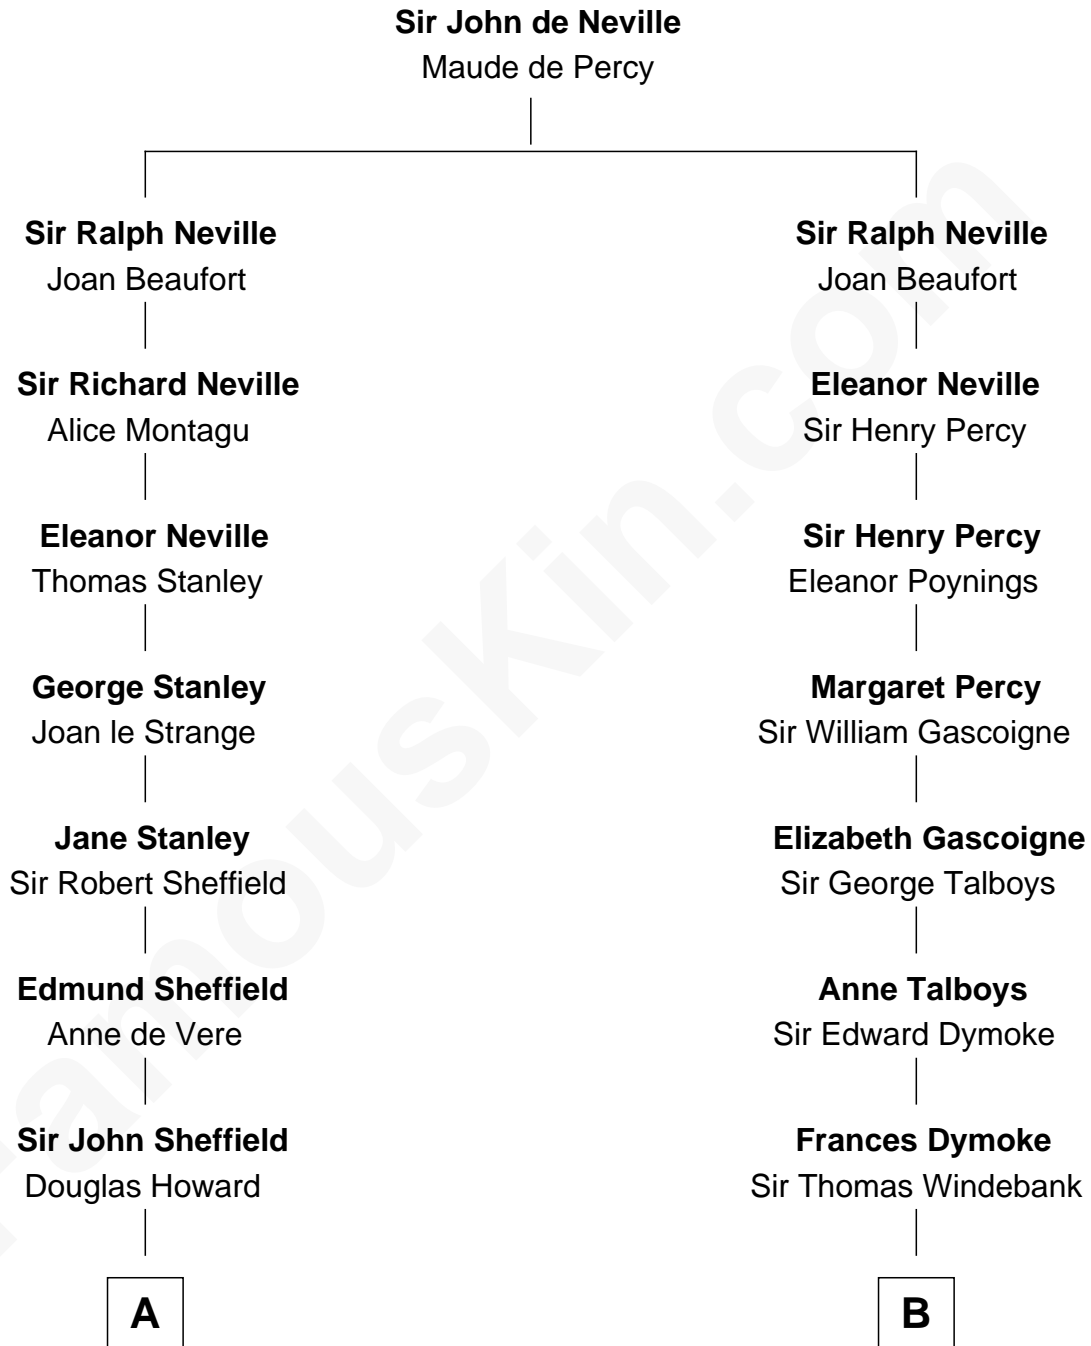 Sir John de Neville
Maude de Percy
Sir Ralph Neville
Joan Beaufort
Sir Richard Neville
Alice Montagu
Eleanor Neville
Thomas Stanley
George Stanley
Joan le Strange
Jane Stanley
Sir Robert Sheffield
Edmund Sheffield
Anne de Vere
Sir John Sheffield
Douglas Howard
A
Sir Ralph Neville
Joan Beaufort
Eleanor Neville
Sir Henry Percy
Sir Henry Percy
Eleanor Poynings
Margaret Percy
Sir William Gascoigne
Elizabeth Gascoigne
Sir George Talboys
Anne Talboys
Sir Edward Dymoke
Frances Dymoke
Sir Thomas Windebank
B
FamousKin.com